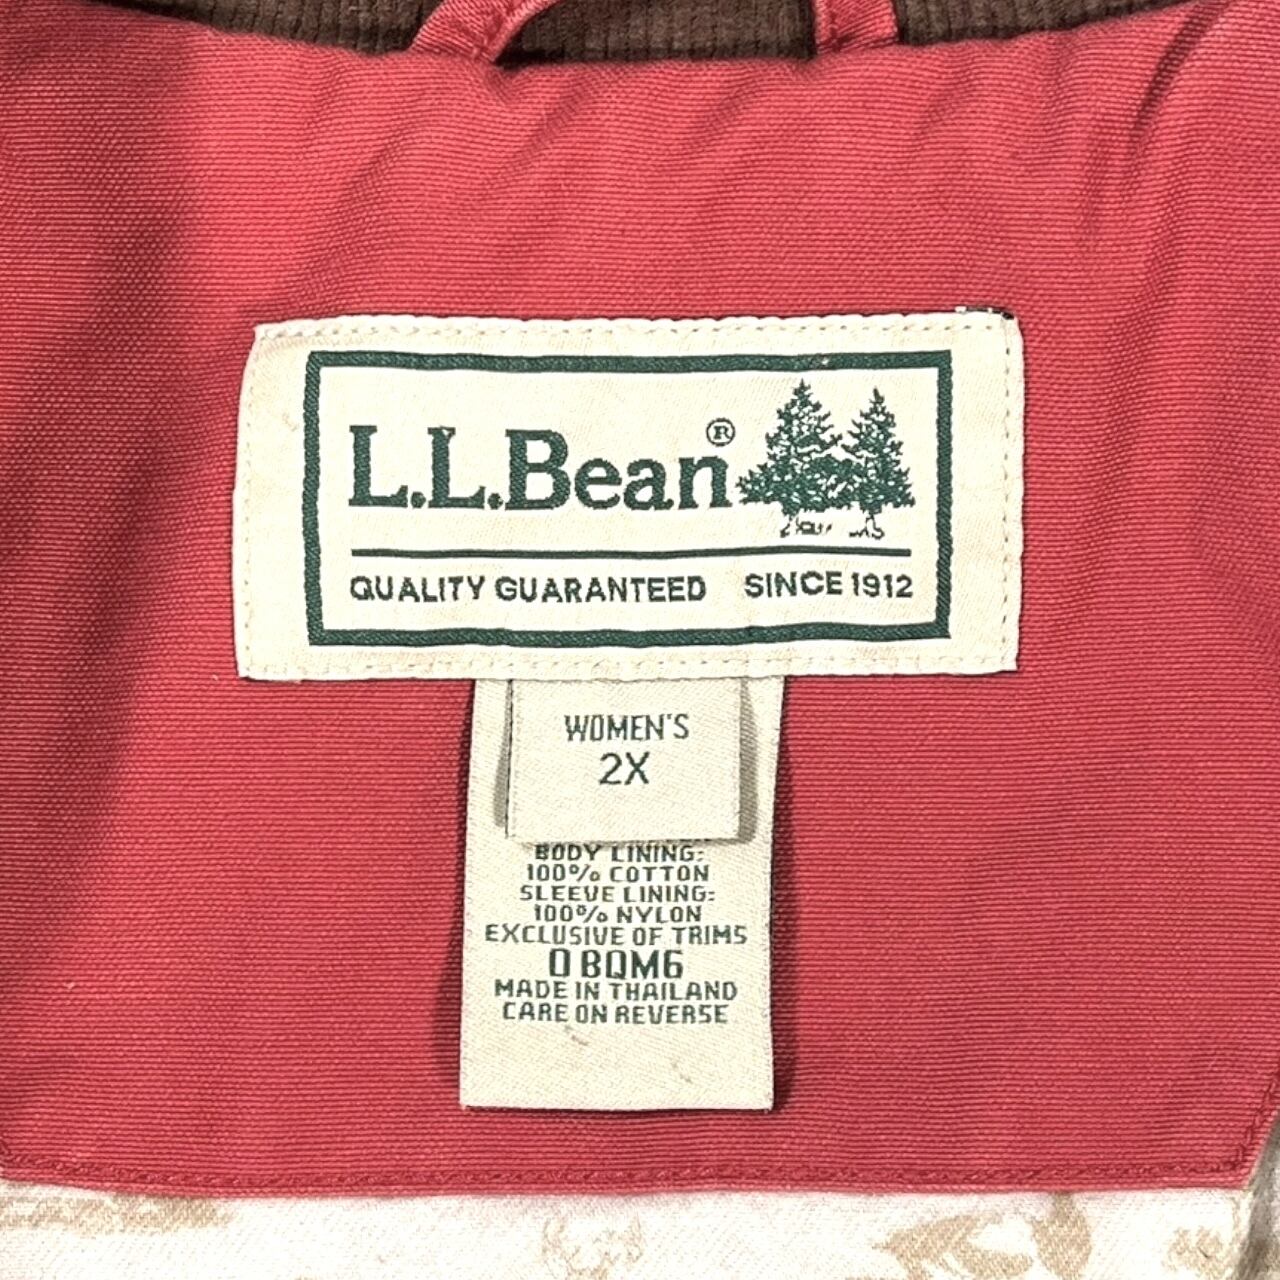 L.L.Bean®
QUALITY GUARANTEED SINCE 1912
WOMEN'S
2X
BODY LINING:
100% COTTON
SLEEVE LINING:
100% NYLON
EXCLUSIVE OF TRIMS
0 BQM6
MADE IN THAILAND
CARE ON REVERSE